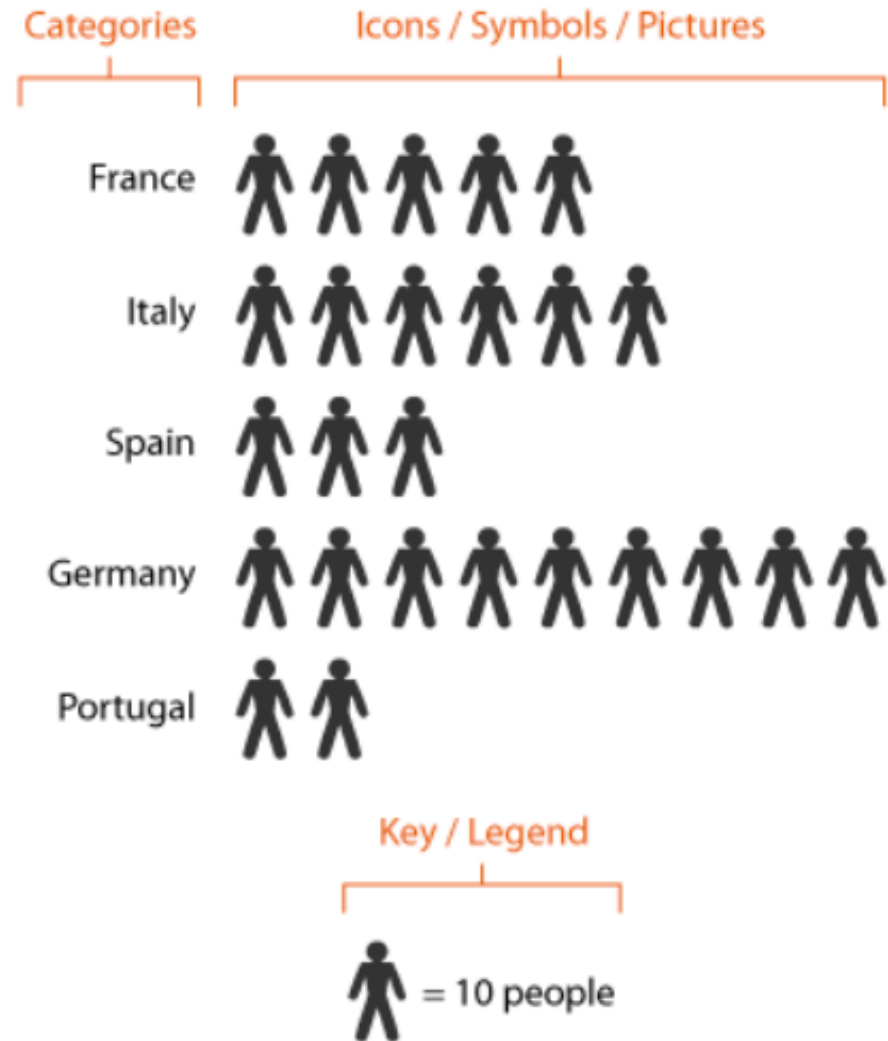 Categories
Icons / Symbols / Pictures
France
Italy
Spain
Germany
Portugal
Key / Legend
= 10 people